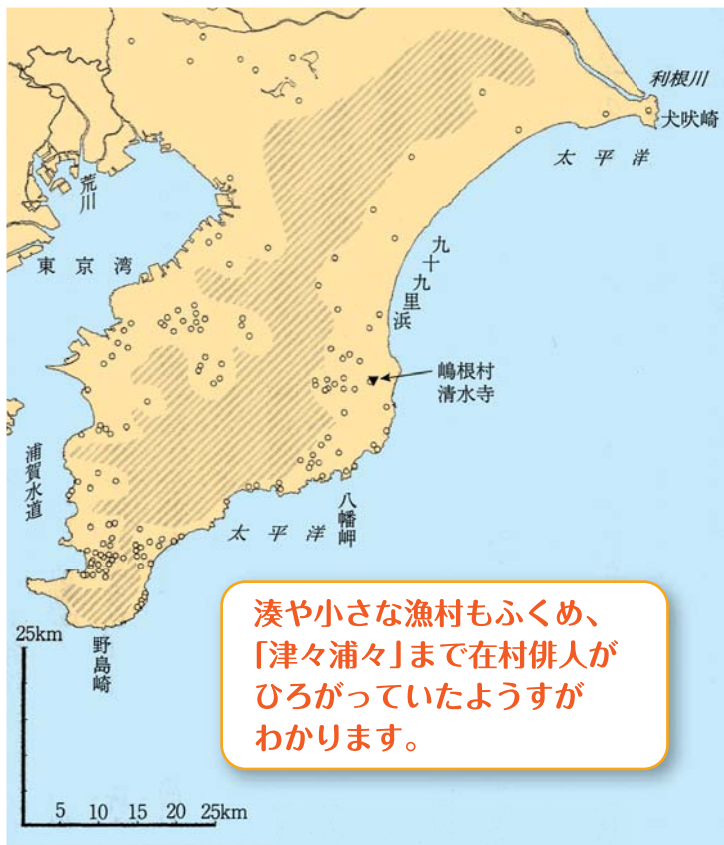 利根川
犬吠崎
太平洋
荒川
東京湾
九十九里浜
嶋根村
清水寺
浦賀水道
八幡岬
太平洋
湊や小さな漁村もふくめ、
「津々浦々」まで在村俳人が
ひろがっていたようすが
わかります。
25km
野島崎
5 10 15 20 25km